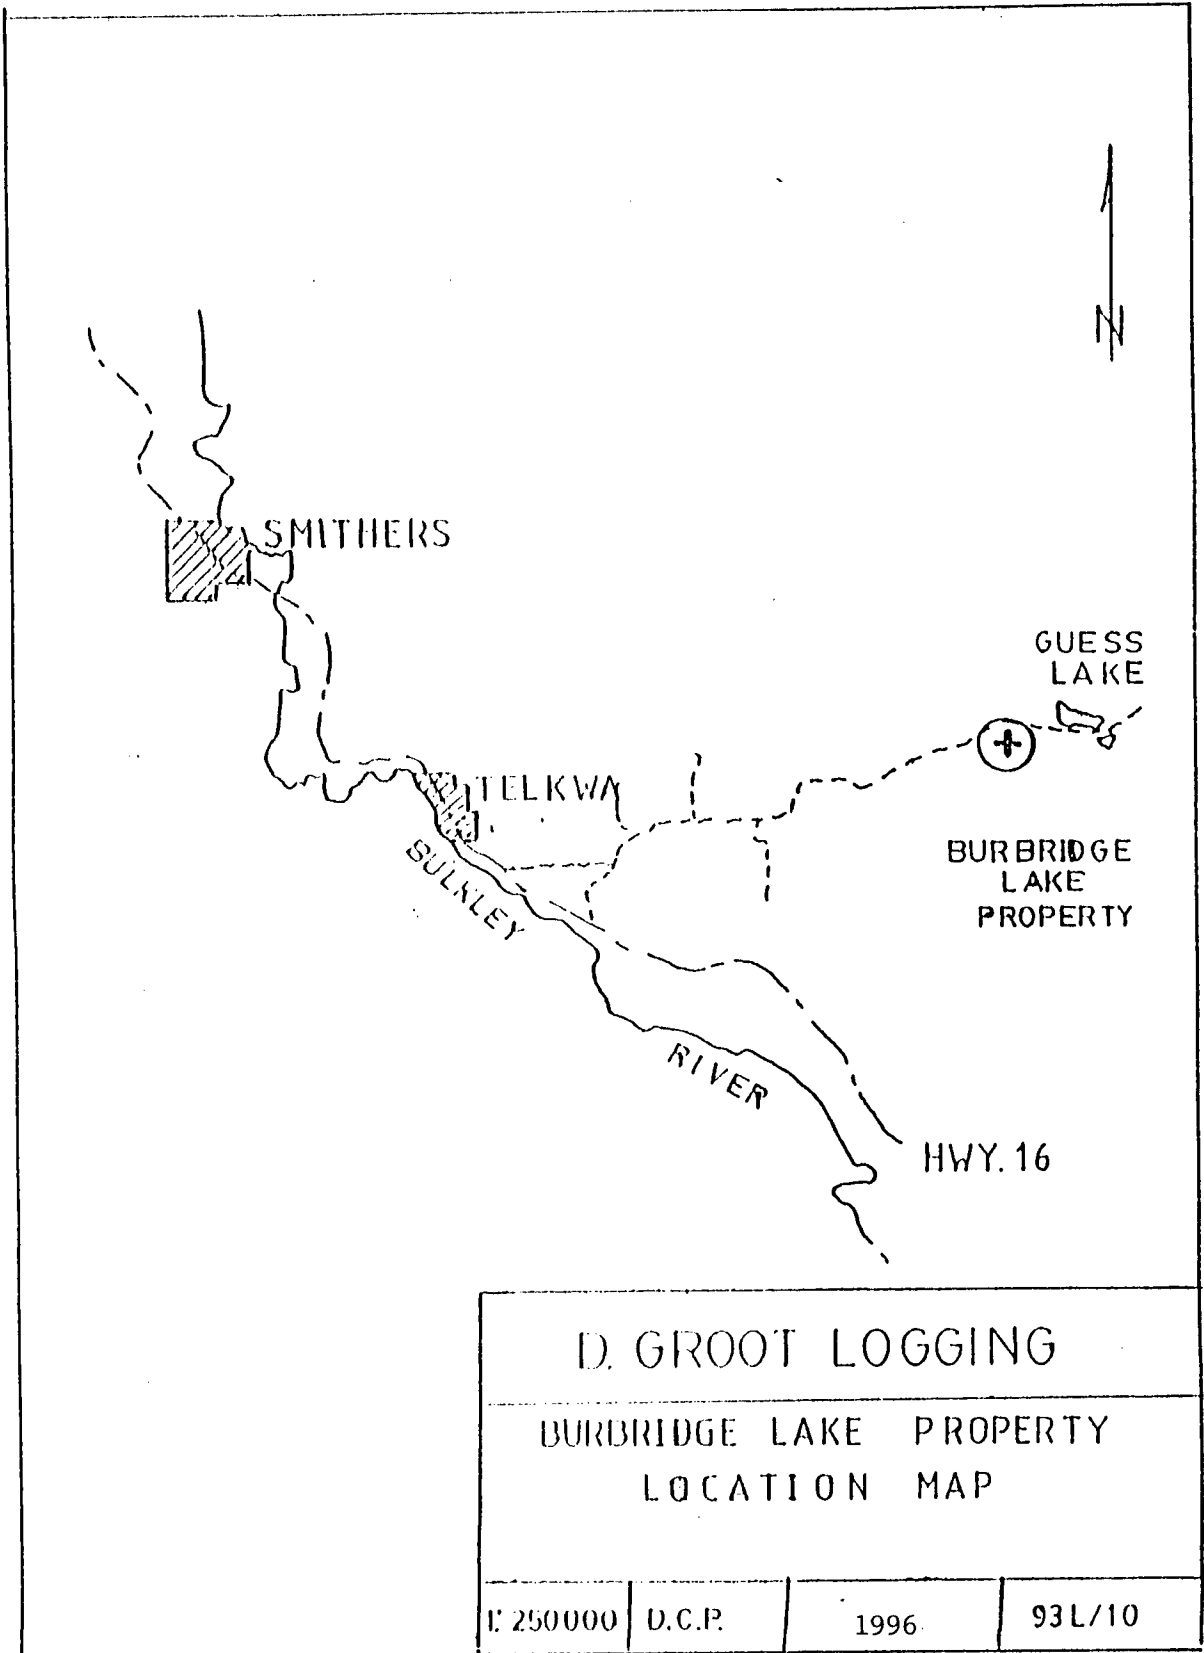 N
SMITHERS
GUESS
LAKE
TELKWA
BURBRIDGE
LAKE
PROPERTY
BULKLEY
RIVER
HWY. 16
D. GROOT LOGGING
BURBRIDGE LAKE PROPERTY
LOCATION MAP
1:250000
D.C.P.
1996
93L/10